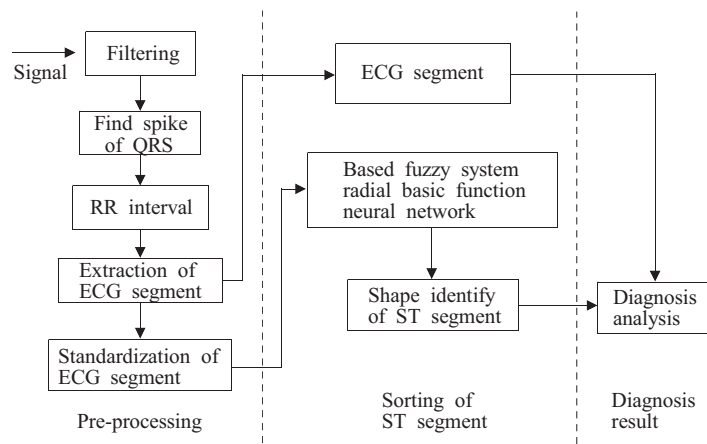 Signal
Filtering
Find spike
of QRS
RR interval
Extraction of
ECG segment
Standardization of
ECG segment
Pre-processing
ECG segment
Based fuzzy system
radial basic function
neural network
Shape identify
of ST segment
Sorting of
ST segment
Diagnosis
analysis
Diagnosis
result